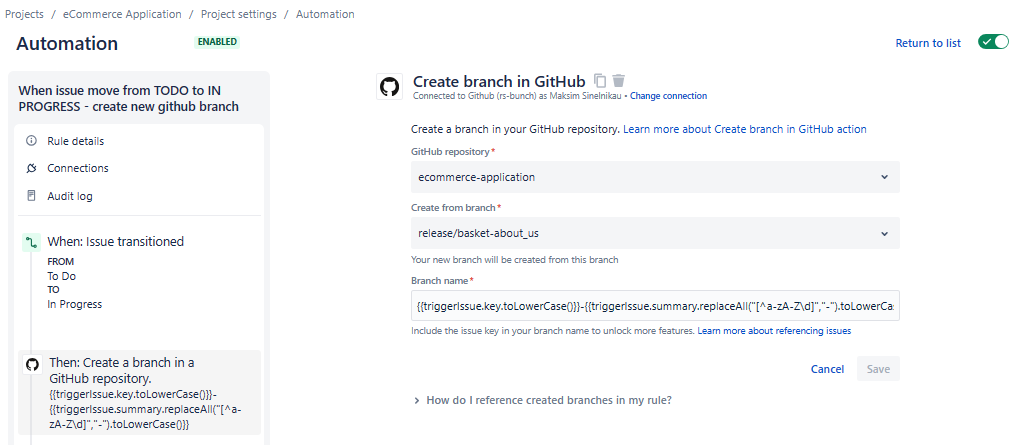 Projects / eCommerce Application / Project settings / Automation
Automation
ENABLED
Return to list
When issue move from TODO to IN
PROGRESS - create new github branch
Rule details
Connections
Audit log
When: Issue transitioned
FROM
To Do
TO
In Progress
Then: Create a branch in a
GitHub repository.
{{triggerIssue.key.toLowerCase()}}-
{{triggerIssue.summary.replaceAll("[^a-
zA-Z\d]","-").toLowerCase()}}
Create branch in GitHub
Connected to Github (rs-bunch) as Maksim Sinelnikau • Change connection
Create a branch in your GitHub repository. Learn more about Create branch in GitHub action
GitHub repository*
ecommerce-application
Create from branch*
release/basket-about_us
Your new branch will be created from this branch
Branch name*
{{triggerIssue.key.toLowerCase()}}-{{triggerIssue.summary.replaceAll("[^a-zA-Z\d]","-").toLowerCas
Include the issue key in your branch name to unlock more features. Learn more about referencing issues
Cancel
Save
How do I reference created branches in my rule?